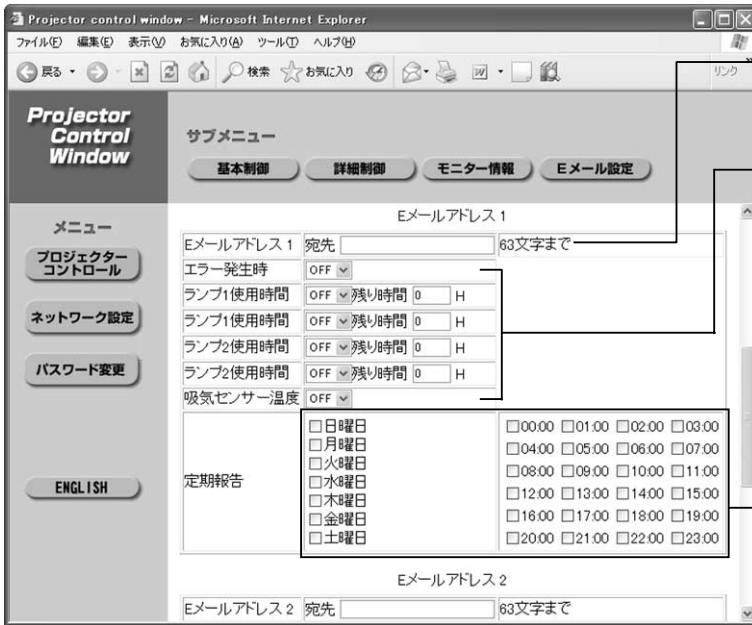 Projector control window - Microsoft Internet Explorer
ファイル(F) 編集(E) 表示(V) お気に入り(A) ツール(T) ヘルプ(H)
戻る 検索 お気に入り リンク
Projector
Control
Window
サブメニュー
基本制御 詳細制御 モニター情報 Eメール設定
メニュー
プロジェクター
コントロール
ネットワーク設定
パスワード変更
ENGLISH
Eメールアドレス1
Eメールアドレス1 宛先 63文字まで
エラー発生時 OFF
ランプ1使用時間 OFF 残り時間 0 H
ランプ1使用時間 OFF 残り時間 0 H
ランプ2使用時間 OFF 残り時間 0 H
ランプ2使用時間 OFF 残り時間 0 H
吸気センサー温度 OFF
定期報告
日曜日
月曜日
火曜日
水曜日
木曜日
金曜日
土曜日
00:00 01:00 02:00 03:00
04:00 05:00 06:00 07:00
08:00 09:00 10:00 11:00
12:00 13:00 14:00 15:00
16:00 17:00 18:00 19:00
20:00 21:00 22:00 23:00
Eメールアドレス2
Eメールアドレス2 宛先 63文字まで